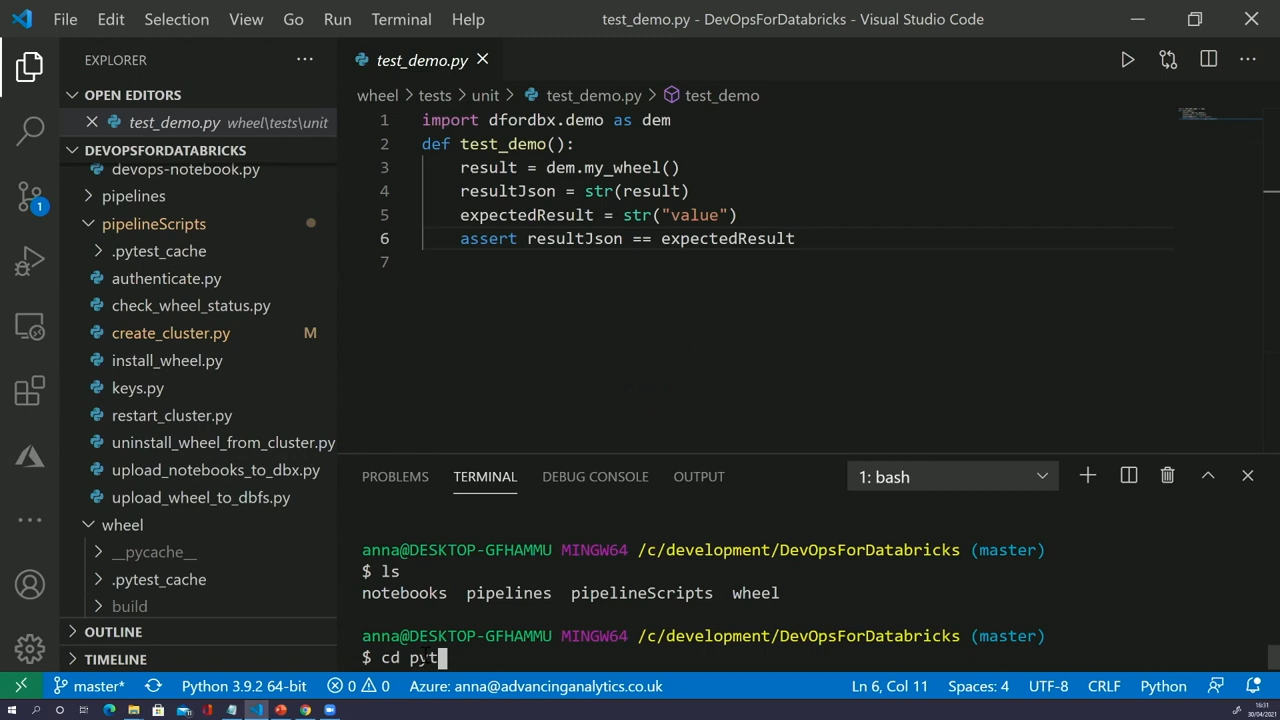 File Edit Selection View Go Run Terminal Help test_demo.py - DevOpsForDatabricks - Visual Studio Code
EXPLORER
OPEN EDITORS
test_demo.py wheel\tests\unit
DEVOPSFORDATABRICKS
devops-notebook.py
pipelines
pipelineScripts
.pytest_cache
authenticate.py
check_wheel_status.py
create_cluster.py M
install_wheel.py
keys.py
restart_cluster.py
uninstall_wheel_from_cluster.py
upload_notebooks_to_dbx.py
upload_wheel_to_dbfs.py
wheel
__pycache__
.pytest_cache
build
OUTLINE
TIMELINE
1
test_demo.py
wheel > tests > unit > test_demo.py > test_demo
1 import dfordbx.demo as dem
2 def test_demo():
3 result = dem.my_wheel()
4 resultJson = str(result)
5 expectedResult = str("value")
6 assert resultJson == expectedResult
7
PROBLEMS TERMINAL DEBUG CONSOLE OUTPUT 1: bash
anna@DESKTOP-GFHAMMU MINGW64 /c/development/DevOpsForDatabricks (master)
$ ls
notebooks pipelines pipelineScripts wheel
anna@DESKTOP-GFHAMMU MINGW64 /c/development/DevOpsForDatabricks (master)
$ cd pyt
master* Python 3.9.2 64-bit 0 0 Azure: anna@advancinganalytics.co.uk Ln 6, Col 11 Spaces: 4 UTF-8 CRLF Python
16:31
30/04/2021